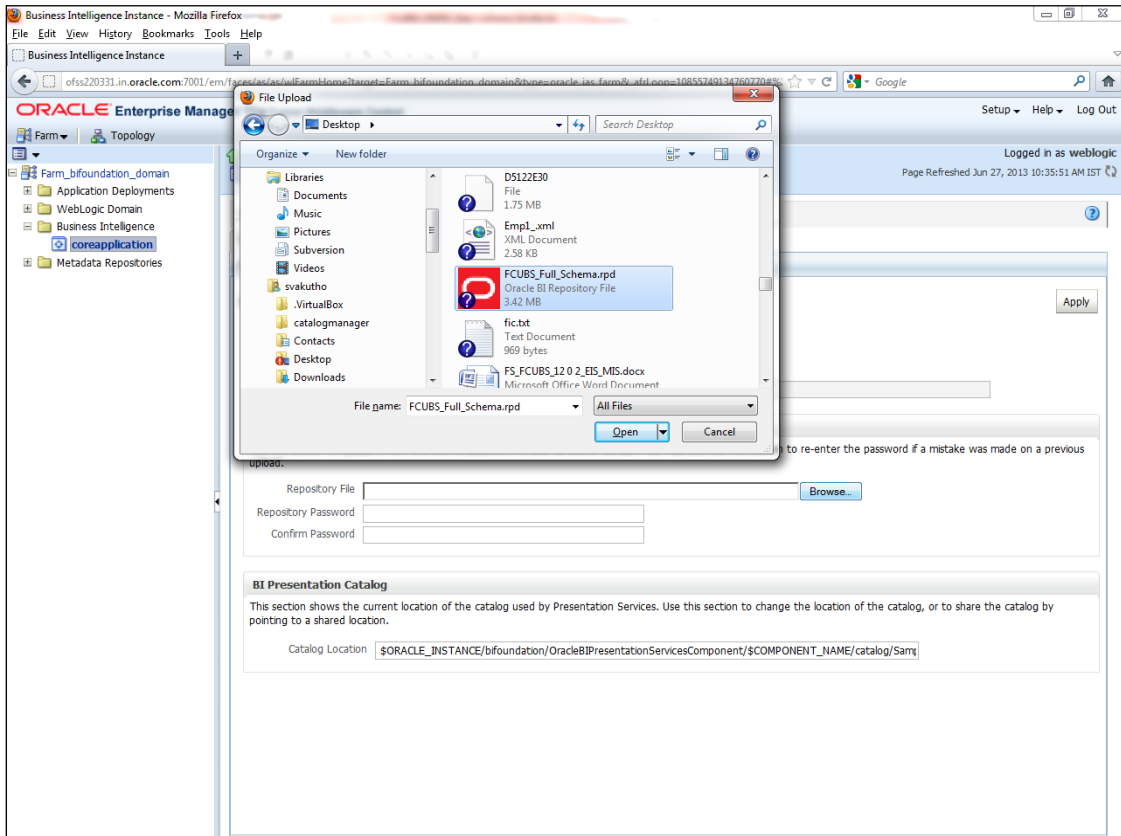 Business Intelligence Instance - Mozilla Firefox
File Edit View History Bookmarks Tools Help
Business Intelligence Instance
ofss220331.in.oracle.com:7001/em/faces/as/as/wlFarmHome?target=Farm_bifoundation_domain&type=oracle_ias_farm&_afrLoop=10855749134760770#%
Google
ORACLE Enterprise Manag
Setup Help Log Out
Farm Topology
Logged in as weblogic
Page Refreshed Jun 27, 2013 10:35:51 AM IST
Farm_bifoundation_domain
Application Deployments
WebLogic Domain
Business Intelligence
coreapplication
Metadata Repositories
File Upload
Desktop
Search Desktop
Organize New folder
Libraries
Documents
Music
Pictures
Subversion
Videos
svakutho
.VirtualBox
catalogmanager
Contacts
Desktop
Downloads
D5122E30
File
1.75 MB
Emp1_.xml
XML Document
2.58 KB
FCUBS_Full_Schema.rpd
Oracle BI Repository File
3.42 MB
fic.txt
Text Document
969 bytes
FS_FCUBS_12 0 2_EIS_MIS.docx
Microsoft Office Word Document
File name: FCUBS_Full_Schema.rpd All Files
Open Cancel
Apply
to re-enter the password if a mistake was made on a previous
upload.
Repository File Browse...
Repository Password
Confirm Password
BI Presentation Catalog
This section shows the current location of the catalog used by Presentation Services. Use this section to change the location of the catalog, or to share the catalog by
pointing to a shared location.
Catalog Location $ORACLE_INSTANCE/bifoundation/OracleBIPresentationServicesComponent/$COMPONENT_NAME/catalog/Samp